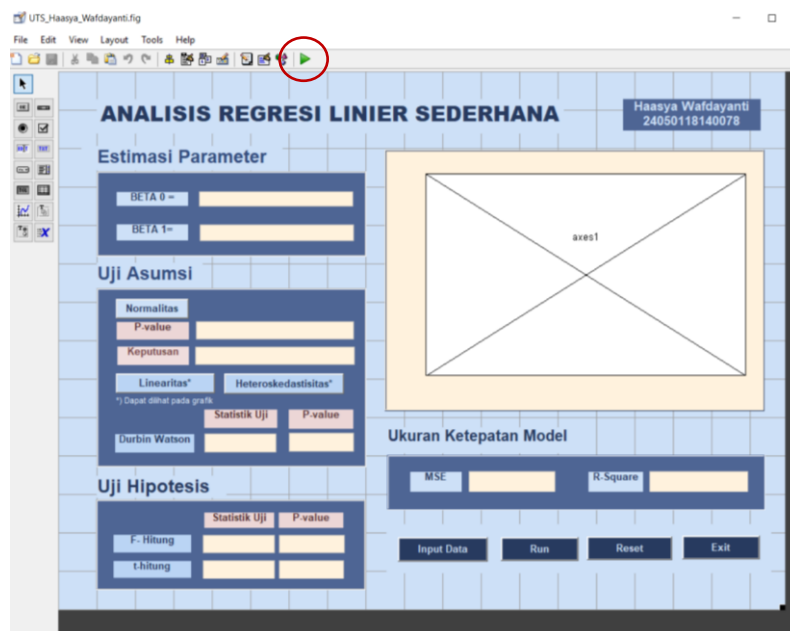 UTS_Haasya_Wafdayanti.fig
File Edit View Layout Tools Help
ANALISIS REGRESI LINIER SEDERHANA
Haasya Wafdayanti
24050118140078
Estimasi Parameter
BETA 0 =
BETA 1=
axes1
Uji Asumsi
Normalitas
P-value
Keputusan
Linearitas*
Heteroskedastisitas*
*) Dapat dilihat pada grafik
Statistik Uji
P-value
Durbin Watson
Ukuran Ketepatan Model
MSE
R-Square
Uji Hipotesis
Statistik Uji
P-value
F- Hitung
t-hitung
Input Data
Run
Reset
Exit